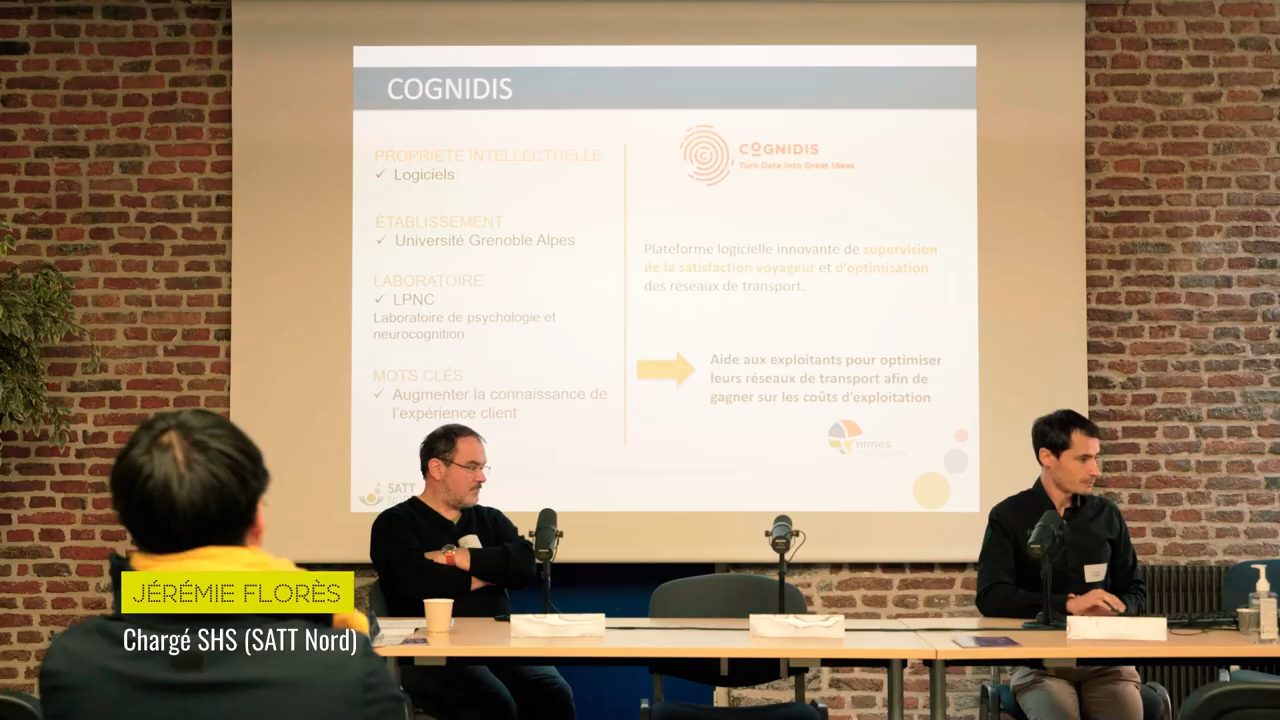 COGNIDIS
PROPRIETE INTELLECTUELLE
✓ Logiciels
ÉTABLISSEMENT
✓ Université Grenoble Alpes
LABORATOIRE
✓ LPNC
Laboratoire de psychologie et
neurocognition
MOTS CLÉS
✓ Augmenter la connaissance de
l'expérience client
SATT
COGNIDIS
Turn Data Into Great Ideas
Plateforme logicielle innovante de supervision
de la satisfaction voyageur et d'optimisation
des réseaux de transport.
Aide aux exploitants pour optimiser
leurs réseaux de transport afin de
gagner sur les coûts d'exploitation
nîmes
JÉRÉMIE FLORÈS
Chargé SHS (SATT Nord)